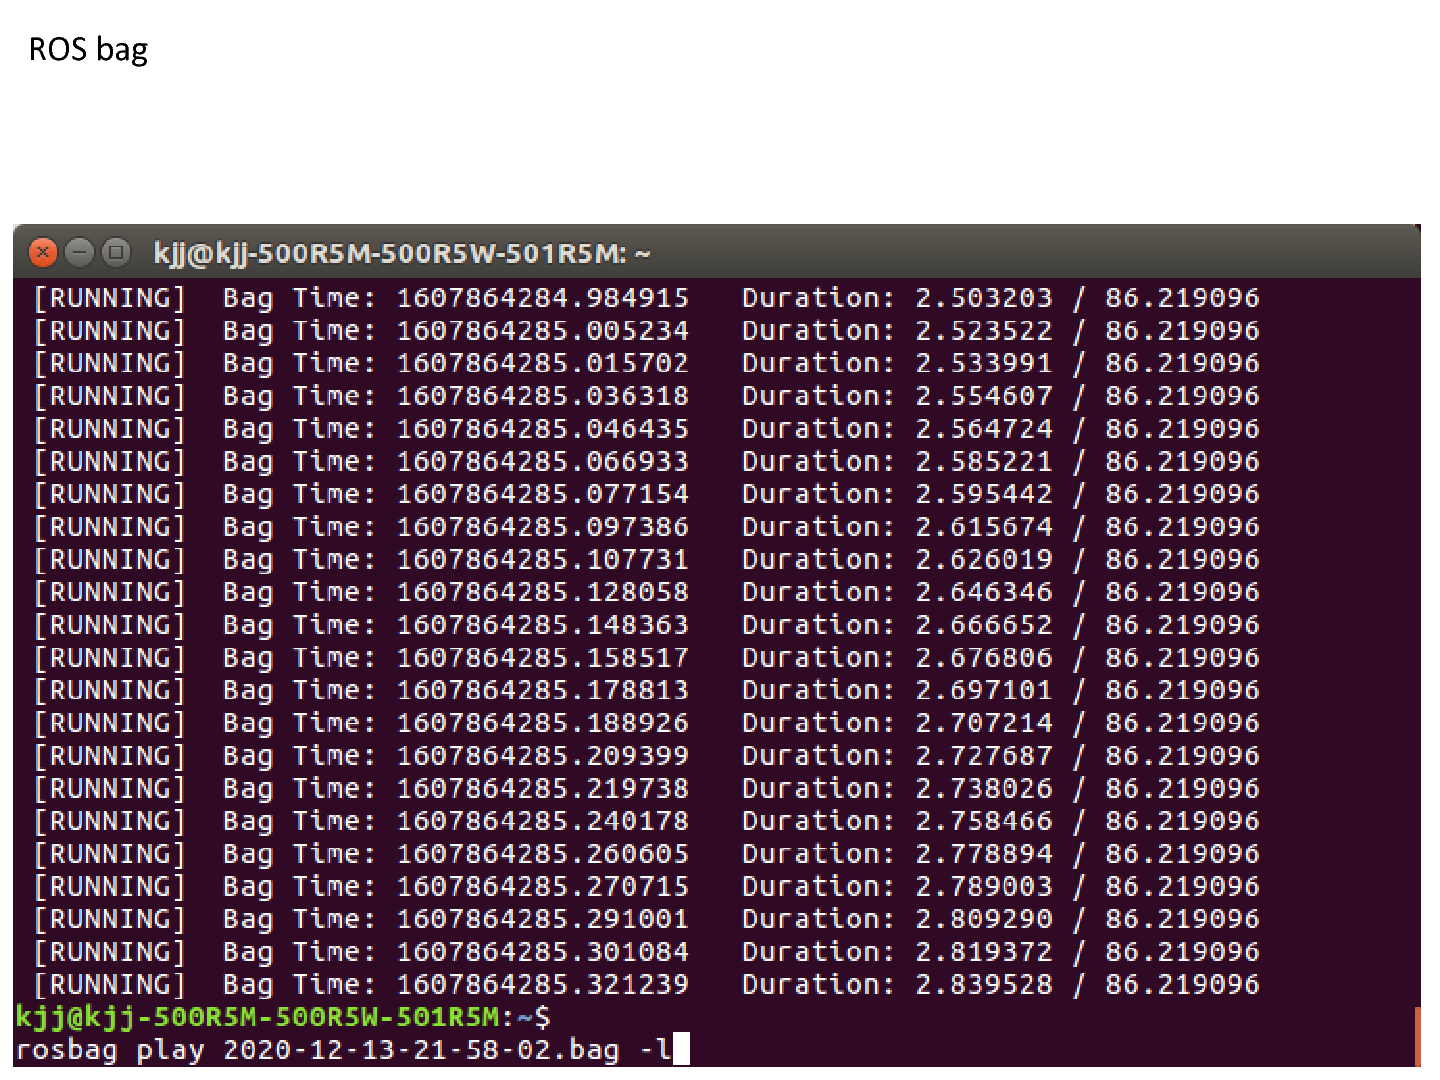 ROS bag
kjj@kjj-500R5M-500R5W-501R5M: ~
[RUNNING]  Bag Time: 1607864284.984915   Duration: 2.503203 / 86.219096
[RUNNING]  Bag Time: 1607864285.005234   Duration: 2.523522 / 86.219096
[RUNNING]  Bag Time: 1607864285.015702   Duration: 2.533991 / 86.219096
[RUNNING]  Bag Time: 1607864285.036318   Duration: 2.554607 / 86.219096
[RUNNING]  Bag Time: 1607864285.046435   Duration: 2.564724 / 86.219096
[RUNNING]  Bag Time: 1607864285.066933   Duration: 2.585221 / 86.219096
[RUNNING]  Bag Time: 1607864285.077154   Duration: 2.595442 / 86.219096
[RUNNING]  Bag Time: 1607864285.097386   Duration: 2.615674 / 86.219096
[RUNNING]  Bag Time: 1607864285.107731   Duration: 2.626019 / 86.219096
[RUNNING]  Bag Time: 1607864285.128058   Duration: 2.646346 / 86.219096
[RUNNING]  Bag Time: 1607864285.148363   Duration: 2.666652 / 86.219096
[RUNNING]  Bag Time: 1607864285.158517   Duration: 2.676806 / 86.219096
[RUNNING]  Bag Time: 1607864285.178813   Duration: 2.697101 / 86.219096
[RUNNING]  Bag Time: 1607864285.188926   Duration: 2.707214 / 86.219096
[RUNNING]  Bag Time: 1607864285.209399   Duration: 2.727687 / 86.219096
[RUNNING]  Bag Time: 1607864285.219738   Duration: 2.738026 / 86.219096
[RUNNING]  Bag Time: 1607864285.240178   Duration: 2.758466 / 86.219096
[RUNNING]  Bag Time: 1607864285.260605   Duration: 2.778894 / 86.219096
[RUNNING]  Bag Time: 1607864285.270715   Duration: 2.789003 / 86.219096
[RUNNING]  Bag Time: 1607864285.291001   Duration: 2.809290 / 86.219096
[RUNNING]  Bag Time: 1607864285.301084   Duration: 2.819372 / 86.219096
[RUNNING]  Bag Time: 1607864285.321239   Duration: 2.839528 / 86.219096
kjj@kjj-500R5M-500R5W-501R5M:~$
rosbag play 2020-12-13-21-58-02.bag -l